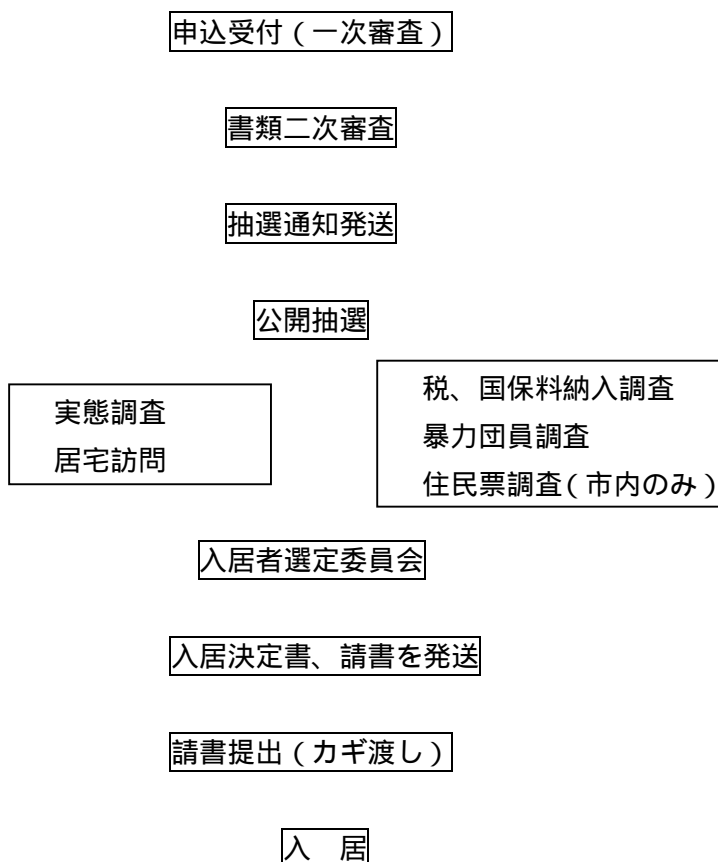 申込受付（一次審査）
書類二次審査
抽選通知発送
公開抽選
実態調査
居宅訪問
税、国保料納入調査
暴力団員調査
住民票調査（市内のみ）
入居者選定委員会
入居決定書、請書を発送
請書提出（カギ渡し）
入　居